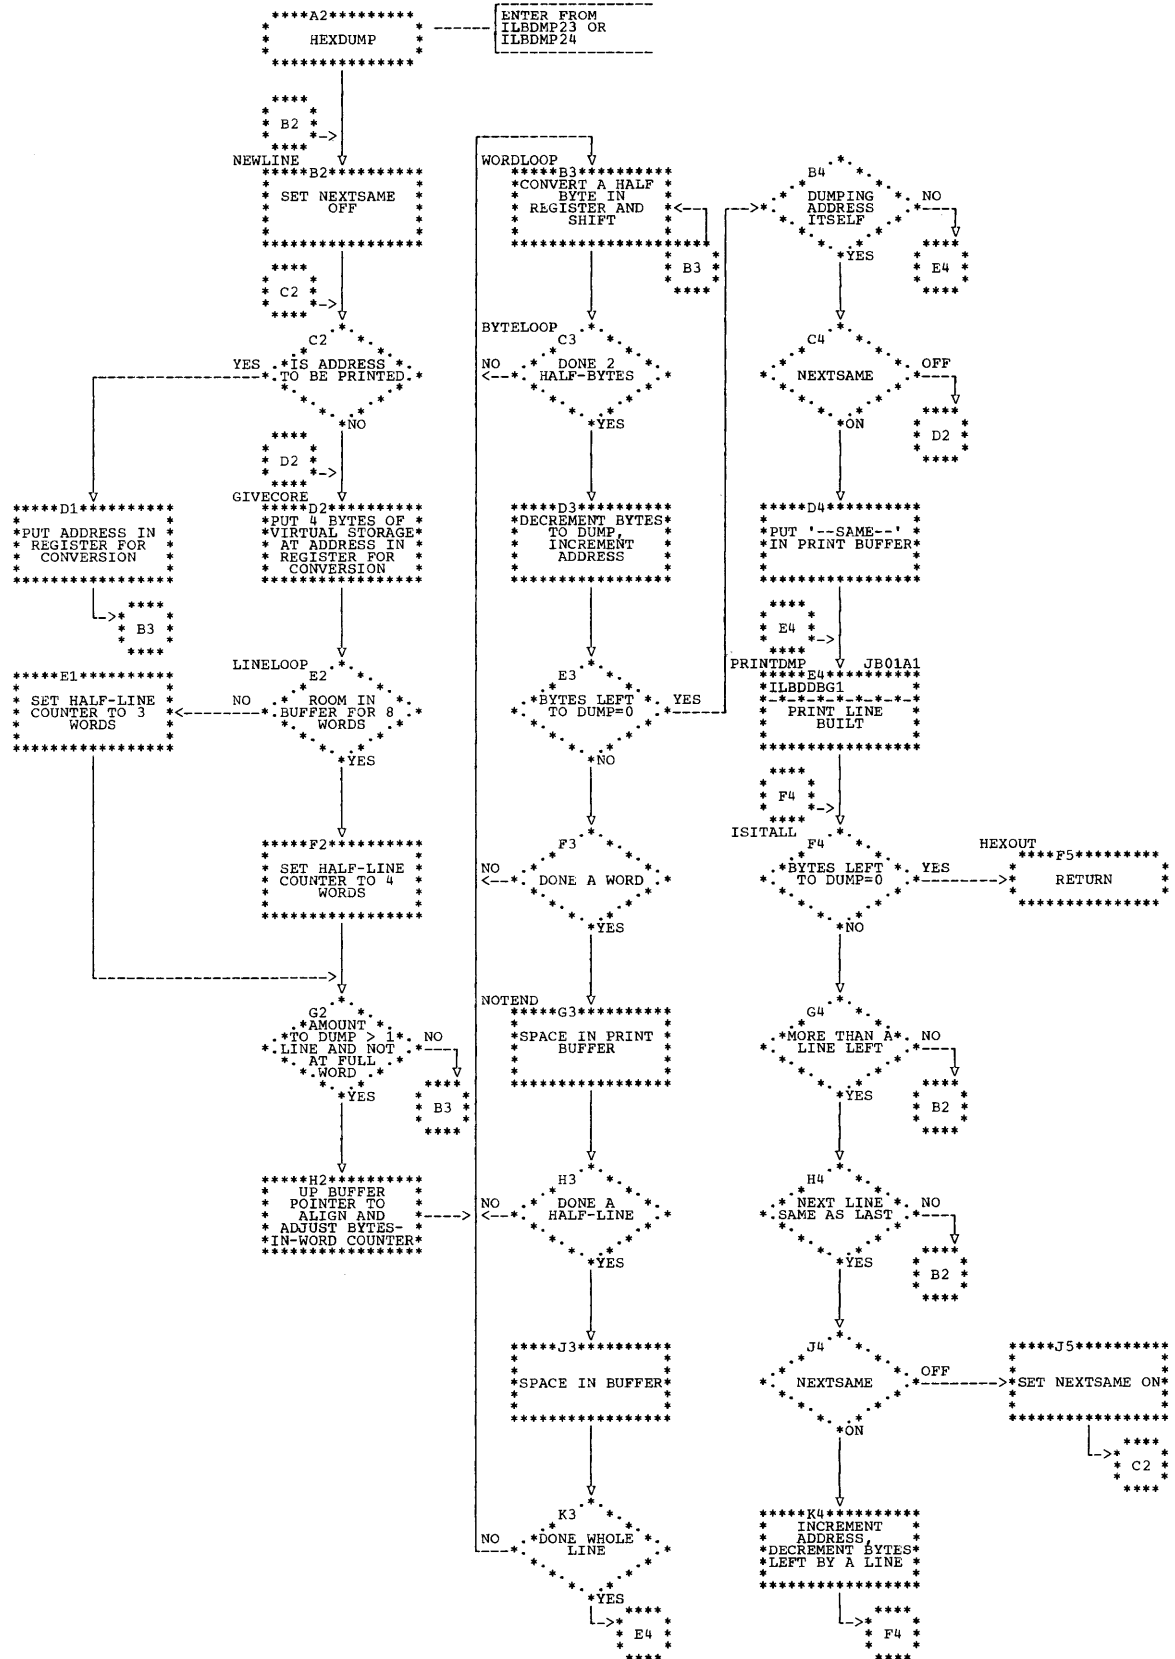 A2
HEXDUMP
ENTER FROM
ILBDMP23 OR
ILBDMP24
B2
NEWLINE
B2
SET NEXTSAME
OFF
C2
C2
IS ADDRESS
TO BE PRINTED
YES
NO
D2
D1
PUT ADDRESS IN
REGISTER FOR
CONVERSION
B3
GIVECORE
D2
PUT 4 BYTES OF
VIRTUAL STORAGE
AT ADDRESS IN
REGISTER FOR
CONVERSION
E1
SET HALF-LINE
COUNTER TO 3
WORDS
LINELOOP
E2
ROOM IN
BUFFER FOR 8
WORDS
NO
YES
F2
SET HALF-LINE
COUNTER TO 4
WORDS
G2
AMOUNT
TO DUMP > 1
LINE AND NOT
AT FULL
WORD
NO
B3
YES
H2
UP BUFFER
POINTER TO
ALIGN AND
ADJUST BYTES-
IN-WORD COUNTER
WORDLOOP
B3
CONVERT A HALF
BYTE IN
REGISTER AND
SHIFT
B3
BYTELOOP
C3
DONE 2
HALF-BYTES
NO
YES
D3
DECREMENT BYTES
TO DUMP,
INCREMENT
ADDRESS
E3
BYTES LEFT
TO DUMP=0
YES
NO
F3
DONE A WORD
NO
YES
NOTEND
G3
SPACE IN PRINT
BUFFER
H3
DONE A
HALF-LINE
NO
YES
J3
SPACE IN BUFFER
K3
DONE WHOLE
LINE
NO
YES
E4
B4
DUMPING
ADDRESS
ITSELF
NO
E4
YES
C4
NEXTSAME
OFF
D2
ON
D4
PUT '--SAME--'
IN PRINT BUFFER
E4
PRINTDMP JB01A1
E4
ILBDDBG1
PRINT LINE
BUILT
F4
ISITALL
F4
BYTES LEFT
TO DUMP=0
YES
NO
HEXOUT
F5
RETURN
G4
MORE THAN A
LINE LEFT
NO
B2
YES
H4
NEXT LINE
SAME AS LAST
NO
B2
YES
J4
NEXTSAME
OFF
ON
J5
SET NEXTSAME ON
C2
K4
INCREMENT
ADDRESS,
DECREMENT BYTES
LEFT BY A LINE
F4